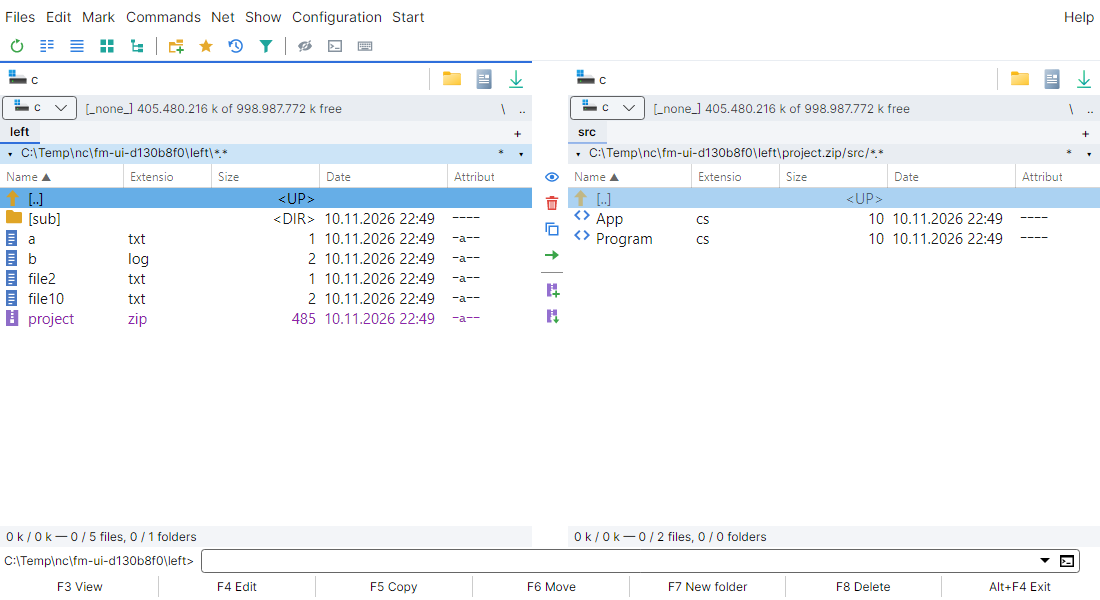 Files Edit Mark Commands Net Show Configuration Start Help
c
c [_none_] 405.480.216 k of 998.987.772 k free \ ..
left +
C:\Temp\nc\fm-ui-d130b8f0\left\*.* *
Name Extensio Size Date Attribut
[..] <UP>
[sub] <DIR> 10.11.2026 22:49 ----
a txt 1 10.11.2026 22:49 -a--
b log 2 10.11.2026 22:49 -a--
file2 txt 1 10.11.2026 22:49 -a--
file10 txt 2 10.11.2026 22:49 -a--
project zip 485 10.11.2026 22:49 -a--
0 k / 0 k — 0 / 5 files, 0 / 1 folders
c
c [_none_] 405.480.216 k of 998.987.772 k free \ ..
src +
C:\Temp\nc\fm-ui-d130b8f0\left\project.zip/src/*.* *
Name Extensio Size Date Attribut
[..] <UP>
App cs 10 10.11.2026 22:49 ----
Program cs 10 10.11.2026 22:49 ----
0 k / 0 k — 0 / 2 files, 0 / 0 folders
C:\Temp\nc\fm-ui-d130b8f0\left>
F3 View F4 Edit F5 Copy F6 Move F7 New folder F8 Delete Alt+F4 Exit